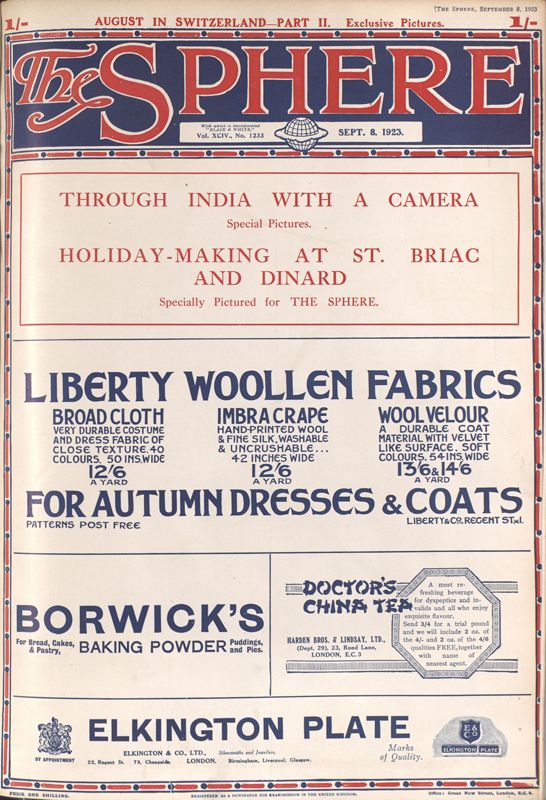 [THE SPHERE, SEPTEMBER 8, 1923
1/- AUGUST IN SWITZERLAND—PART II. Exclusive Pictures. 1/-
The SPHERE
With which is incorporated
"BLACK & WHITE."
Vol. XCIV., No. 1233
SEPT. 8, 1923.
THROUGH INDIA WITH A CAMERA
Special Pictures.
HOLIDAY-MAKING AT ST. BRIAC
AND DINARD
Specially Pictured for THE SPHERE.
LIBERTY WOOLLEN FABRICS
BROAD CLOTH
VERY DURABLE COSTUME
AND DRESS FABRIC OF
CLOSE TEXTURE. 40
COLOURS. 50 INS. WIDE
12/6
A YARD
IMBRA CRAPE
HAND-PRINTED WOOL
& FINE SILK, WASHABLE
& UNCRUSHABLE...
42 INCHES WIDE
12/6
A YARD
WOOL VELOUR
A DURABLE COAT
MATERIAL WITH VELVET
LIKE SURFACE. SOFT
COLOURS. 54 INS. WIDE
13/6 & 14/6
A YARD
FOR AUTUMN DRESSES & COATS
PATTERNS POST FREE
LIBERTY & CO. REGENT ST. W1.
BORWICK'S
For Bread, Cakes,
& Pastry,
BAKING POWDER
Puddings,
and Pies.
DOCTOR'S
CHINA TEA
HARDEN BROS. & LINDSAY, LTD.,
(Dept. 29), 23, Rood Lane,
LONDON, E.C.3
A most re-
freshing beverage
for dyspeptics and in-
valids and all who enjoy
exquisite flavour.
Send 3/4 for a trial pound
and we will include 2 oz. of
the 4/- and 2 oz. of the 4/6
qualities FREE, together
with name of
nearest agent.
BY APPOINTMENT
ELKINGTON PLATE
ELKINGTON & CO., LTD., Silversmiths and Jewellers.
22, Regent St. 73, Cheapside, LONDON. Birmingham, Liverpool, Glasgow.
Marks
of Quality.
E & Co
ELKINGTON PLATE
PRICE ONE SHILLING.
REGISTERED AS A NEWSPAPER FOR TRANSMISSION IN THE UNITED KINGDOM.
Office: Great New Street, London, E.C. 4.